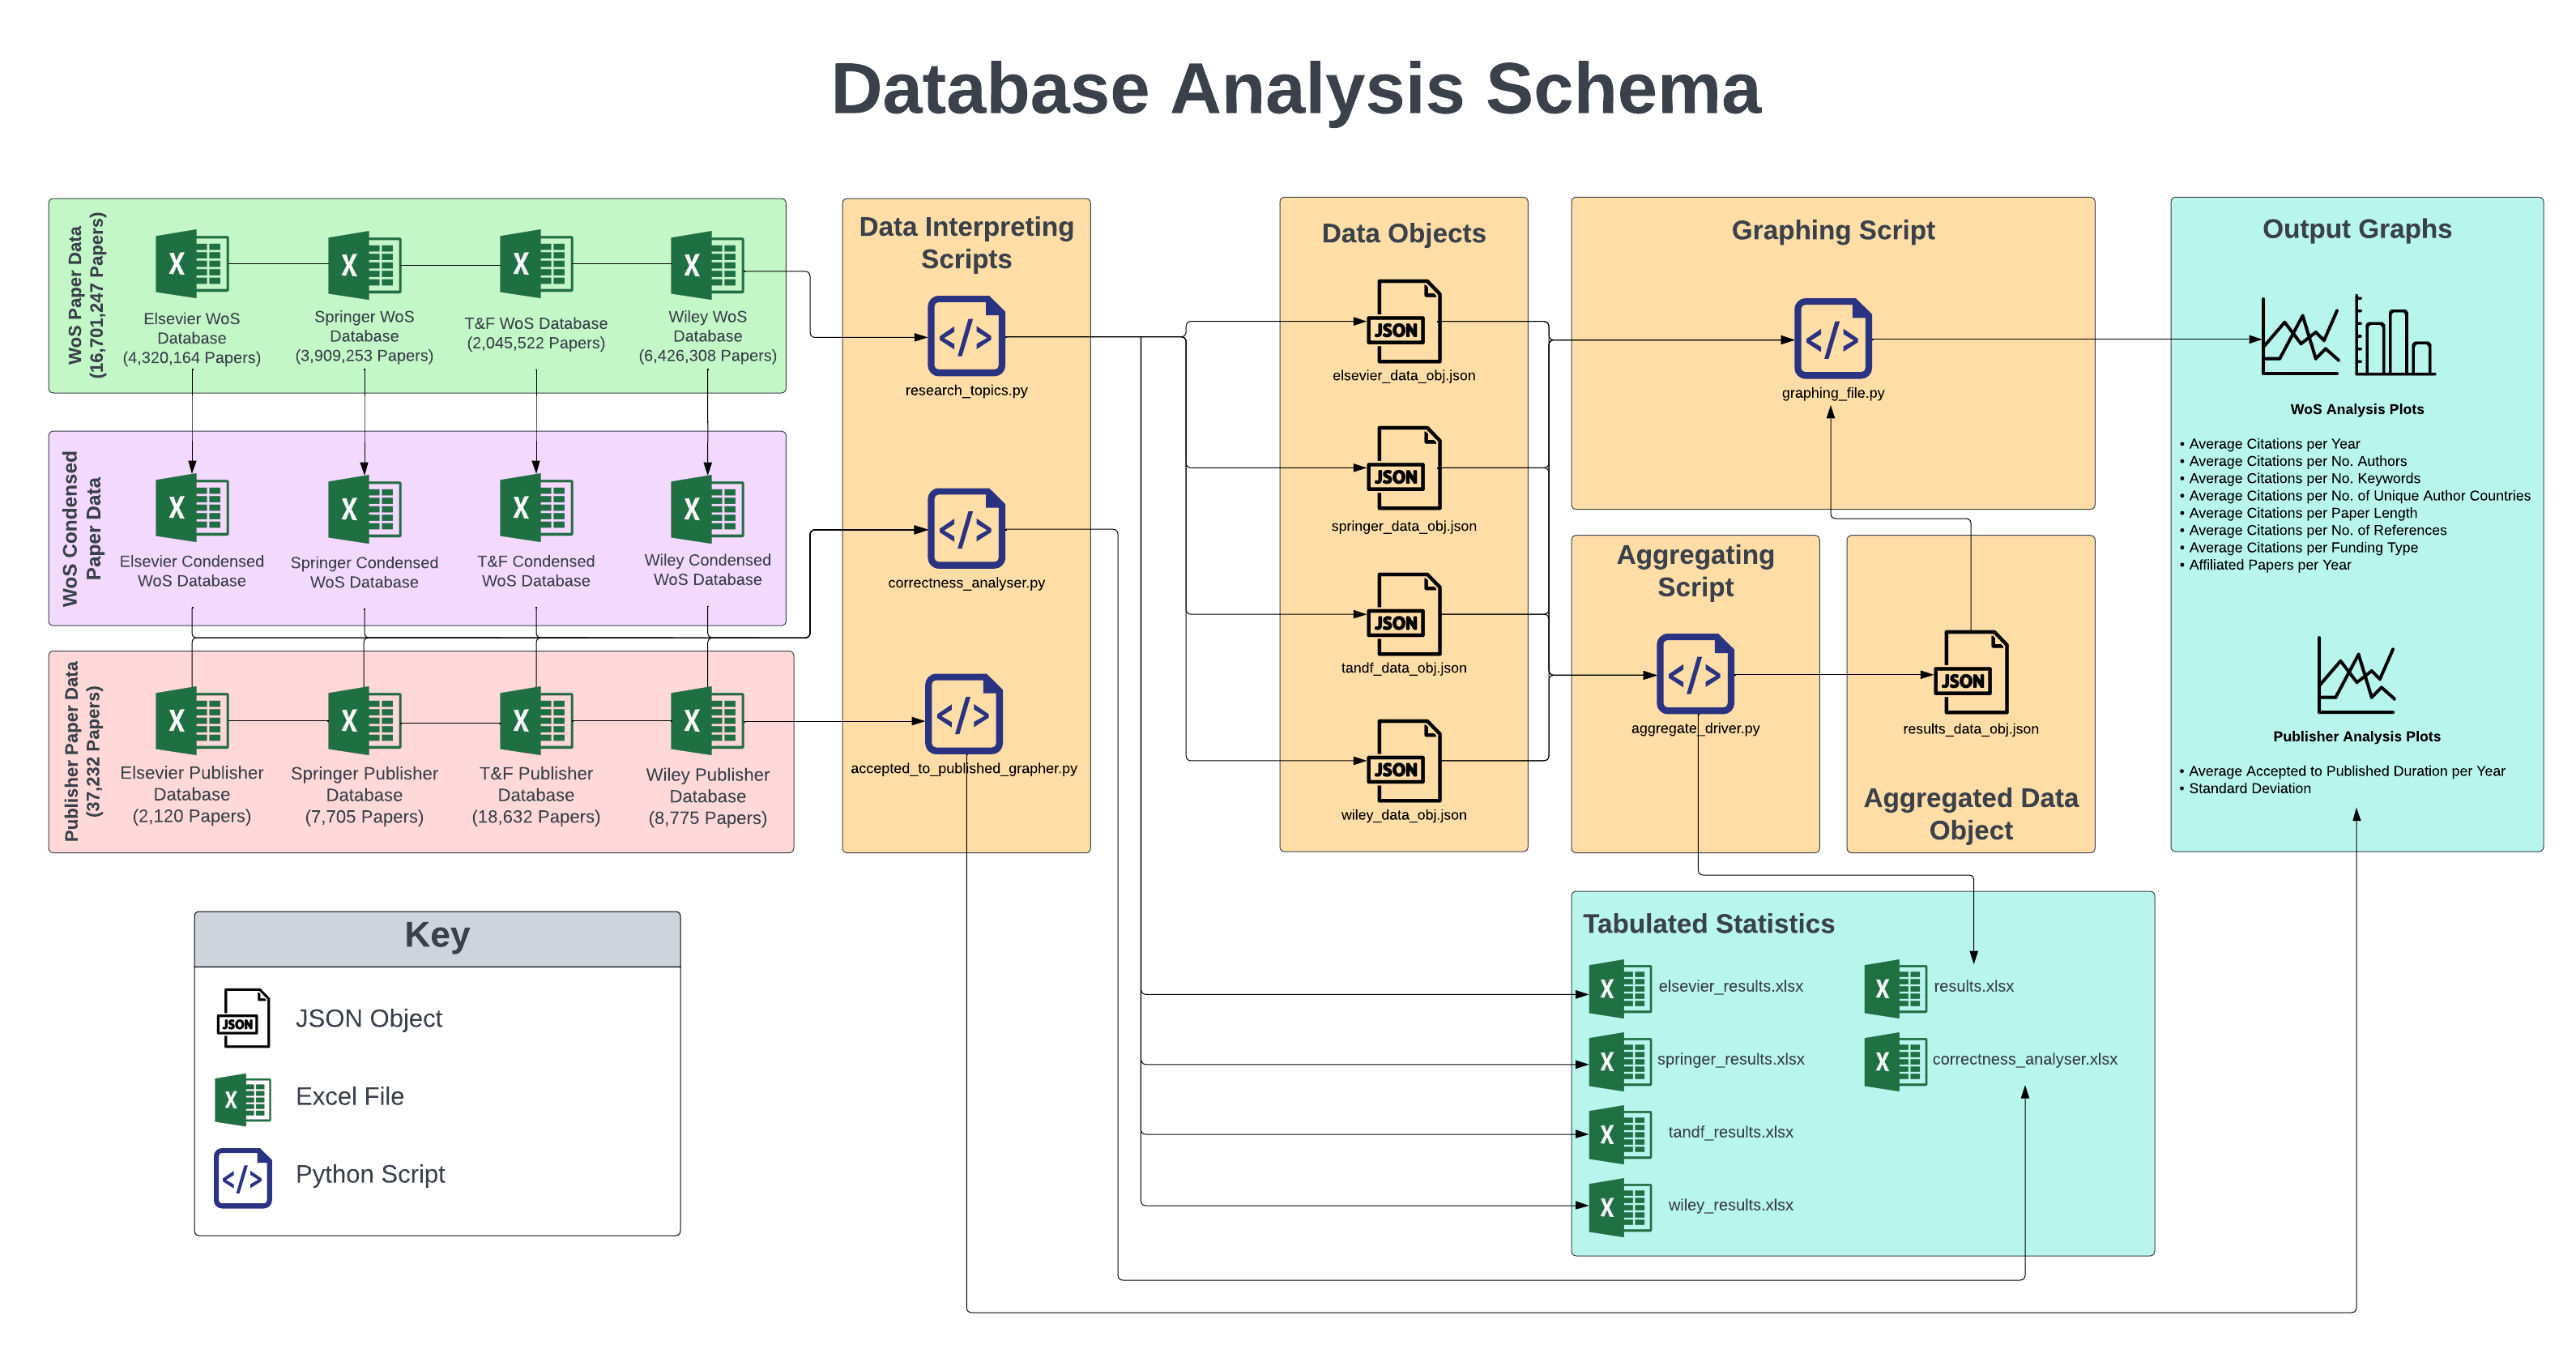 Database Analysis Schema
WoS Paper Data
(16,701,247 Papers)
X
Elsevier WoS
Database
(4,320,164 Papers)
X
Springer WoS
Database
(3,909,253 Papers)
X
T&F WoS Database
(2,045,522 Papers)
X
Wiley WoS
Database
(6,426,308 Papers)
WoS Condensed
Paper Data
X
Elsevier Condensed
WoS Database
X
Springer Condensed
WoS Database
X
T&F Condensed
WoS Database
X
Wiley Condensed
WoS Database
Publisher Paper Data
(37,232 Papers)
X
Elsevier Publisher
Database
(2,120 Papers)
X
Springer Publisher
Database
(7,705 Papers)
X
T&F Publisher
Database
(18,632 Papers)
X
Wiley Publisher
Database
(8,775 Papers)
Data Interpreting
Scripts
</>
research_topics.py
</>
correctness_analyser.py
</>
accepted_to_published_grapher.py
Data Objects
JSON
elsevier_data_obj.json
JSON
springer_data_obj.json
JSON
tandf_data_obj.json
JSON
wiley_data_obj.json
Graphing Script
</>
graphing_file.py
Aggregating
Script
</>
aggregate_driver.py
JSON
results_data_obj.json
Aggregated Data
Object
Output Graphs
WoS Analysis Plots
• Average Citations per Year
• Average Citations per No. Authors
• Average Citations per No. Keywords
• Average Citations per No. of Unique Author Countries
• Average Citations per Paper Length
• Average Citations per No. of References
• Average Citations per Funding Type
• Affiliated Papers per Year
Publisher Analysis Plots
• Average Accepted to Published Duration per Year
• Standard Deviation
Key
JSON
JSON Object
X
Excel File
</>
Python Script
Tabulated Statistics
X
elsevier_results.xlsx
X
results.xlsx
X
springer_results.xlsx
X
correctness_analyser.xlsx
X
tandf_results.xlsx
X
wiley_results.xlsx